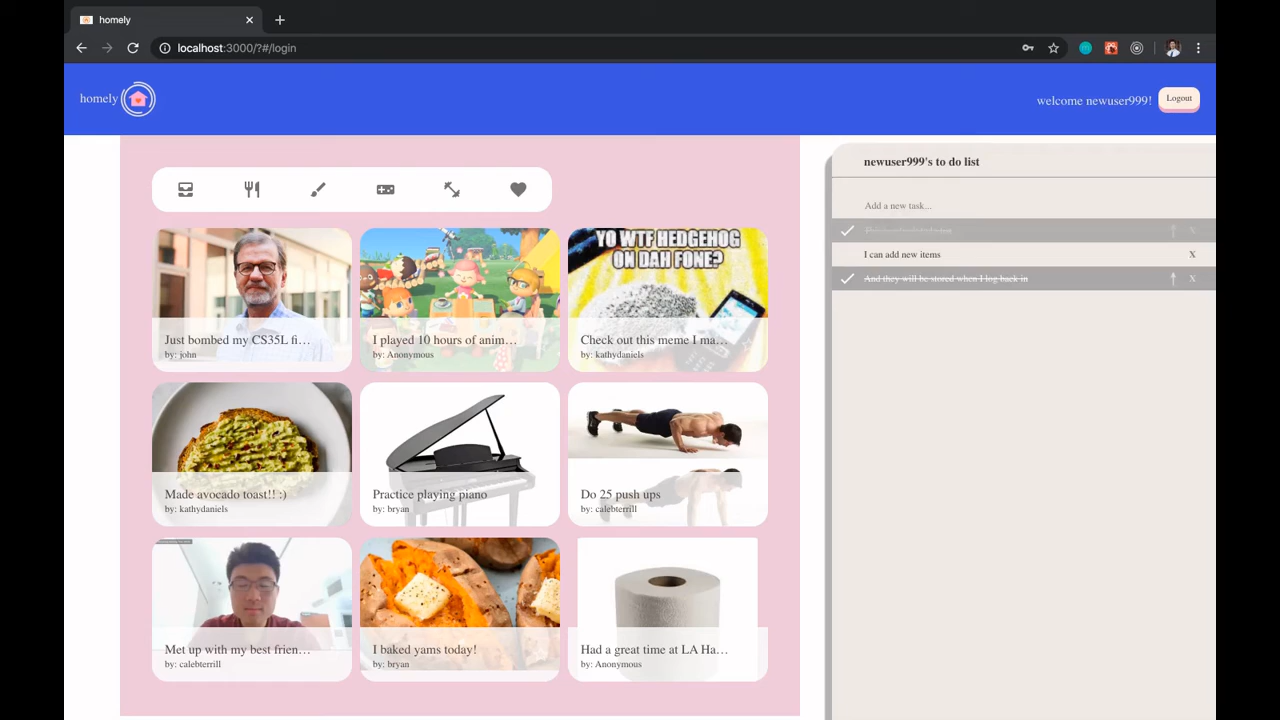 homely
localhost:3000/?#/login
homely
welcome newuser999!
Logout
newuser999's to do list
Add a new task...
X
I can add new items
X
And they will be stored when I log back in
X
YO WTF HEDGEHOG
ON DAH FONE?
Just bombed my CS35L fi…
by: john
I played 10 hours of anim…
by: Anonymous
Check out this meme I ma…
by: kathydaniels
Made avocado toast!! :)
by: kathydaniels
Practice playing piano
by: bryan
Do 25 push ups
by: calebterrill
Met up with my best frien…
by: calebterrill
I baked yams today!
by: bryan
Had a great time at LA Ha…
by: Anonymous